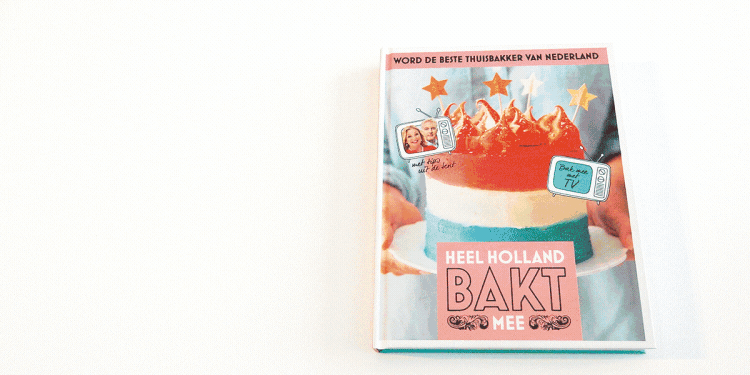 WORD DE BESTE THUISBAKKER VAN NEDERLAND
met tips
uit de tent
Bak mee
met
TV
HEEL HOLLAND
BAKT
MEE